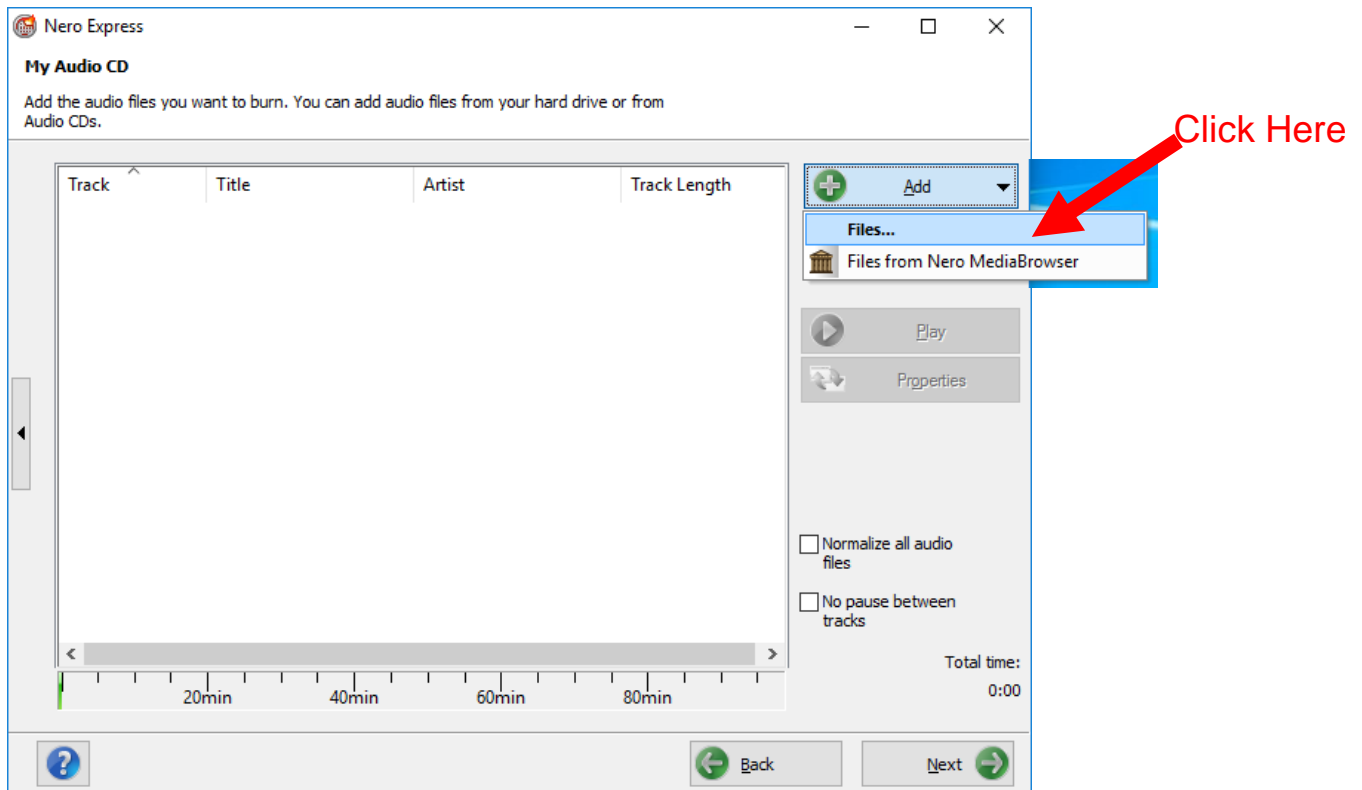 Nero Express
My Audio CD
Add the audio files you want to burn. You can add audio files from your hard drive or from
Audio CDs.
Click Here
Track Title Artist Track Length
Add
Files...
Files from Nero MediaBrowser
Play
Properties
Normalize all audio
files
No pause between
tracks
Total time:
20min 40min 60min 80min 0:00
Back Next